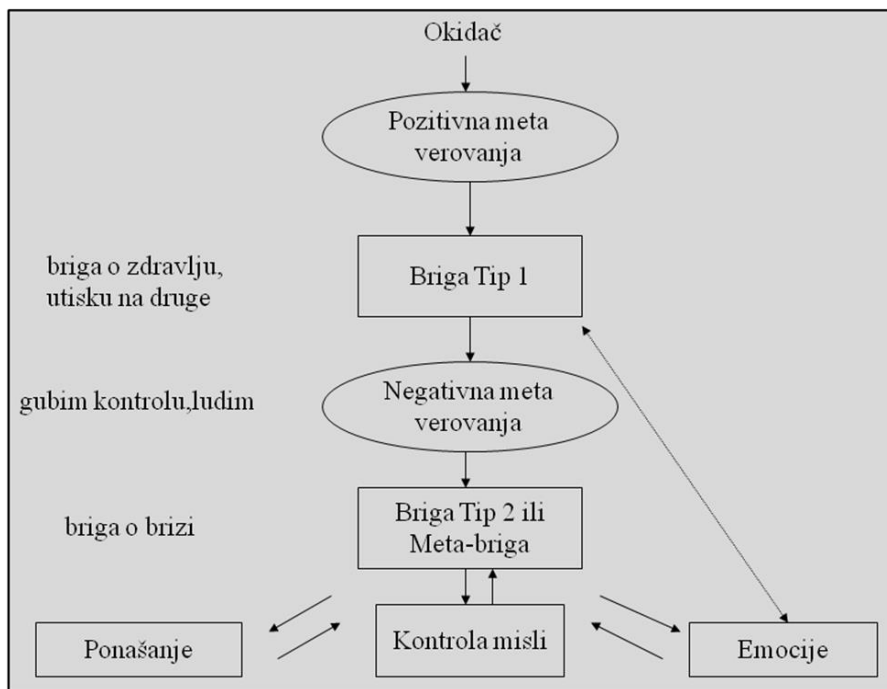 Okidač
Pozitivna meta
verovanja
briga o zdravlju,
utisku na druge
Briga Tip 1
gubim kontrolu,ludim
Negativna meta
verovanja
briga o brizi
Briga Tip 2 ili
Meta-briga
Ponašanje
Kontrola misli
Emocije